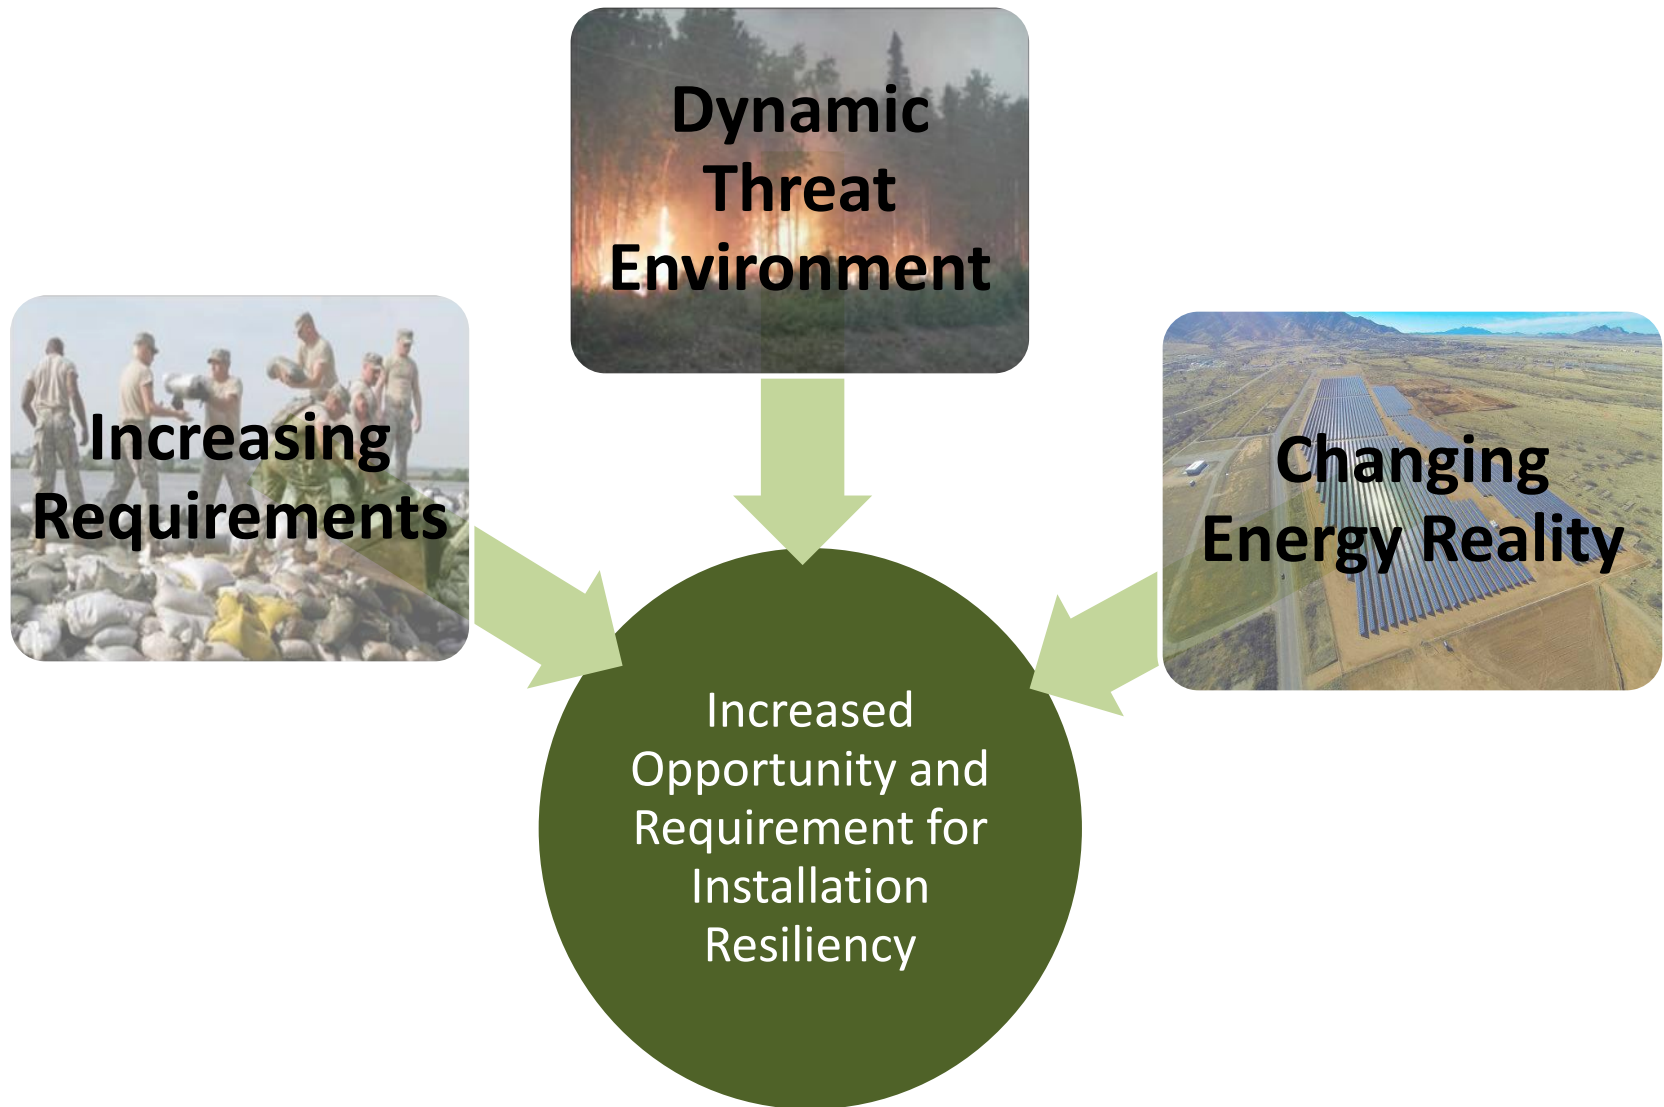 Dynamic
Threat
Environment
Increasing
Requirements
Changing
Energy Reality
Increased
Opportunity and
Requirement for
Installation
Resiliency